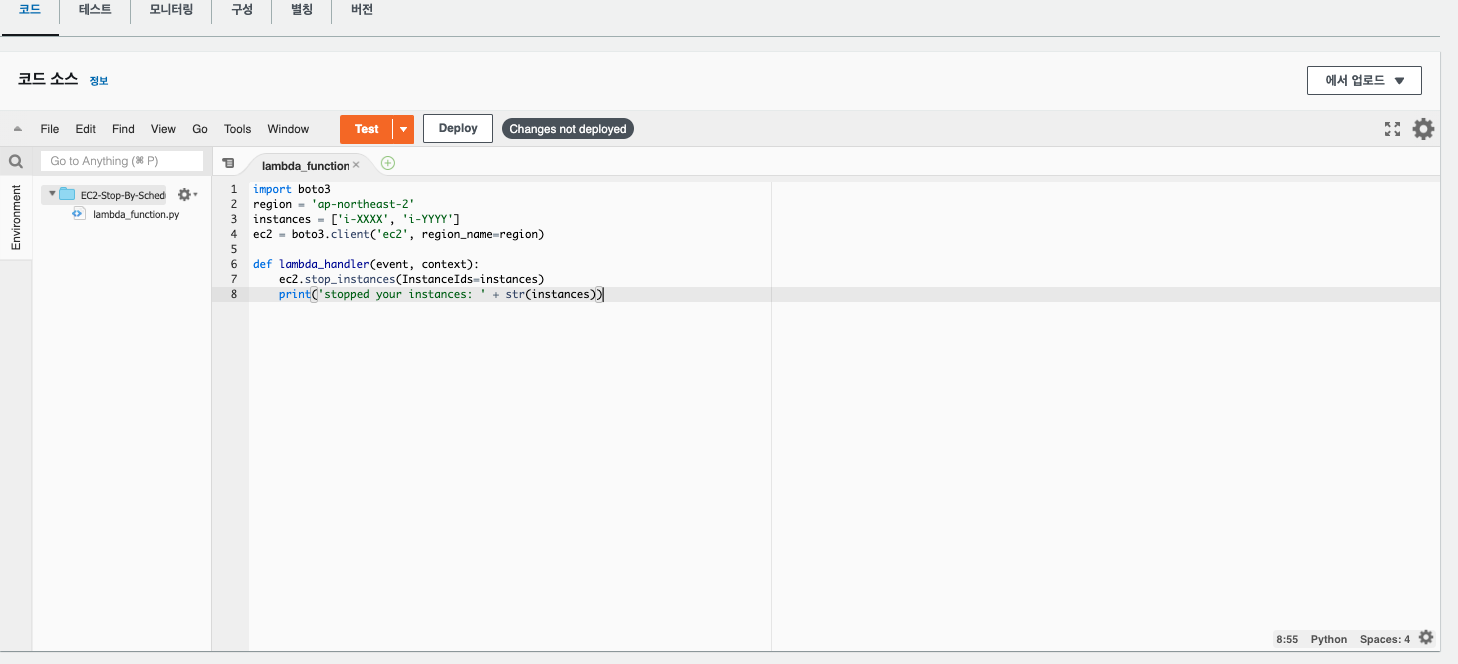 코드 테스트 모니터링 구성 별칭 버전
코드 소스 정보
에서 업로드
File Edit Find View Go Tools Window Test Deploy Changes not deployed
Go to Anything (⌘ P)
lambda_function
Environment
EC2-Stop-By-Sched
lambda_function.py
1 import boto3
2 region = 'ap-northeast-2'
3 instances = ['i-XXXX', 'i-YYYY']
4 ec2 = boto3.client('ec2', region_name=region)
5
6 def lambda_handler(event, context):
7     ec2.stop_instances(InstanceIds=instances)
8     print('stopped your instances: ' + str(instances))
8:55 Python Spaces: 4